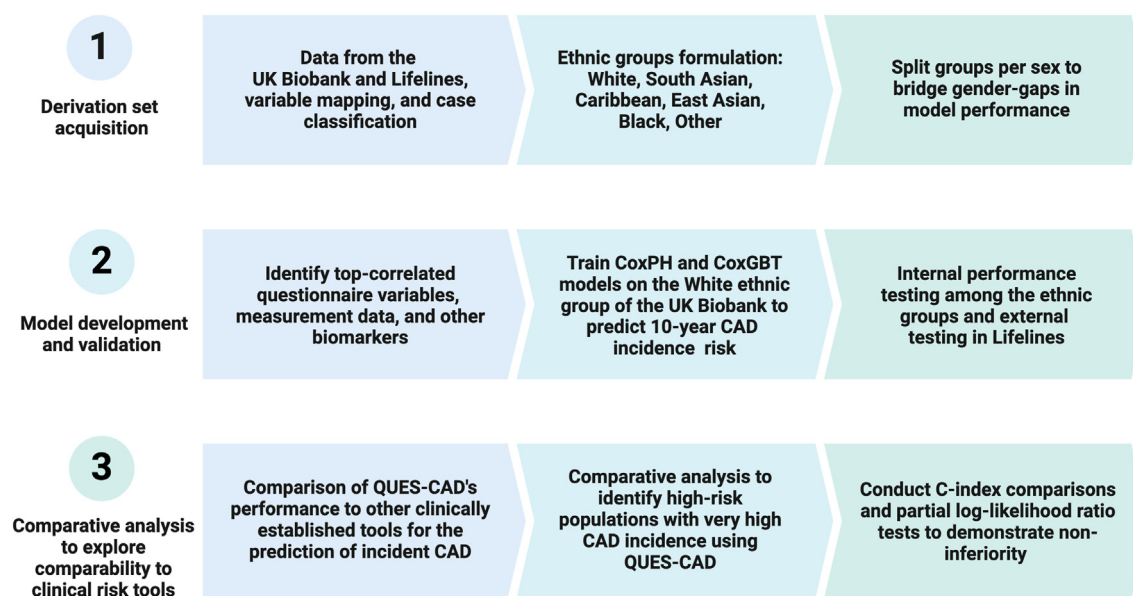 1
Derivation set
acquisition
Data from the
UK Biobank and Lifelines,
variable mapping, and case
classification
Ethnic groups formulation:
White, South Asian,
Caribbean, East Asian,
Black, Other
Split groups per sex to
bridge gender-gaps in
model performance
2
Model development
and validation
Identify top-correlated
questionnaire variables,
measurement data, and other
biomarkers
Train CoxPH and CoxGBT
models on the White ethnic
group of the UK Biobank to
predict 10-year CAD
incidence risk
Internal performance
testing among the ethnic
groups and external
testing in Lifelines
3
Comparative analysis
to explore
comparability to
clinical risk tools
Comparison of QUES-CAD's
performance to other clinically
established tools for the
prediction of incident CAD
Comparative analysis to
identify high-risk
populations with very high
CAD incidence using
QUES-CAD
Conduct C-index comparisons
and partial log-likelihood ratio
tests to demonstrate non-
inferiority